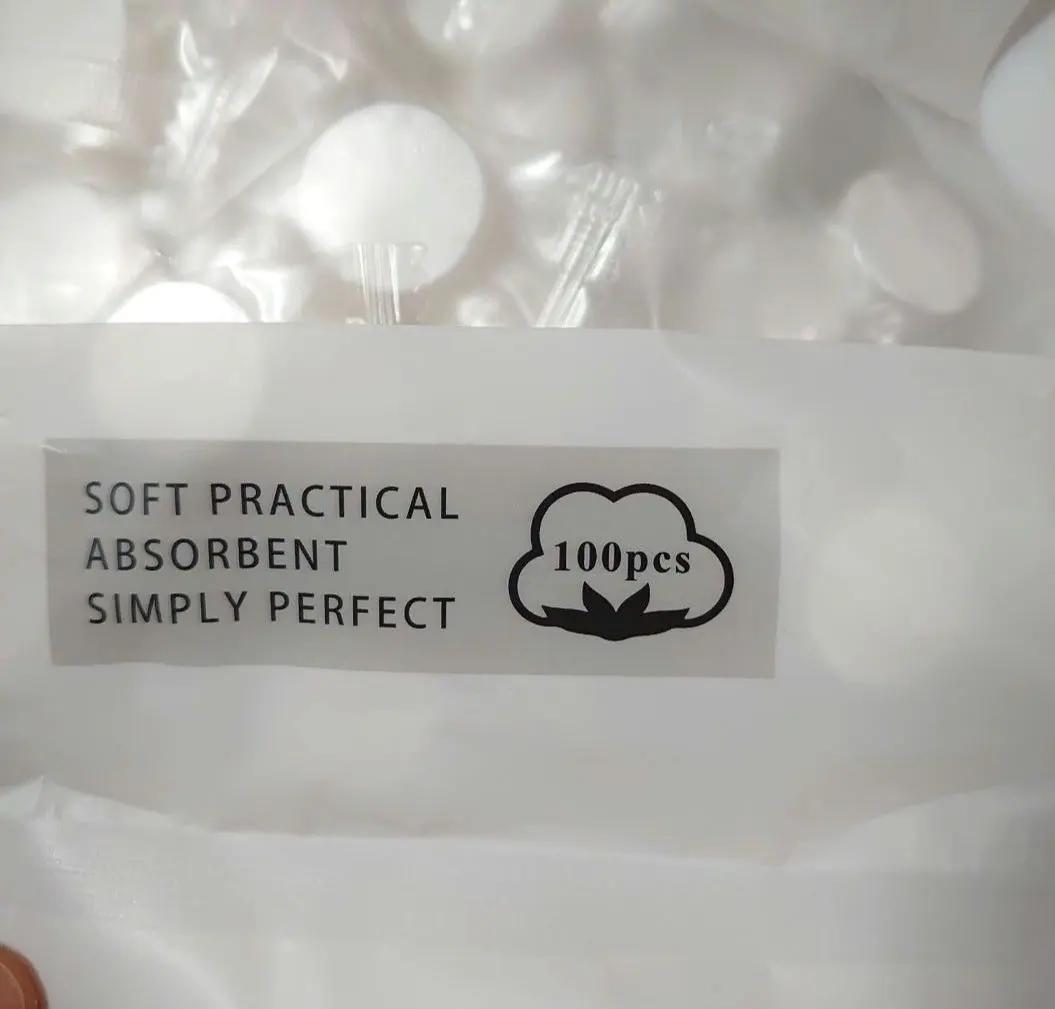 SOFT PRACTICAL
ABSORBENT
SIMPLY PERFECT
100pcs